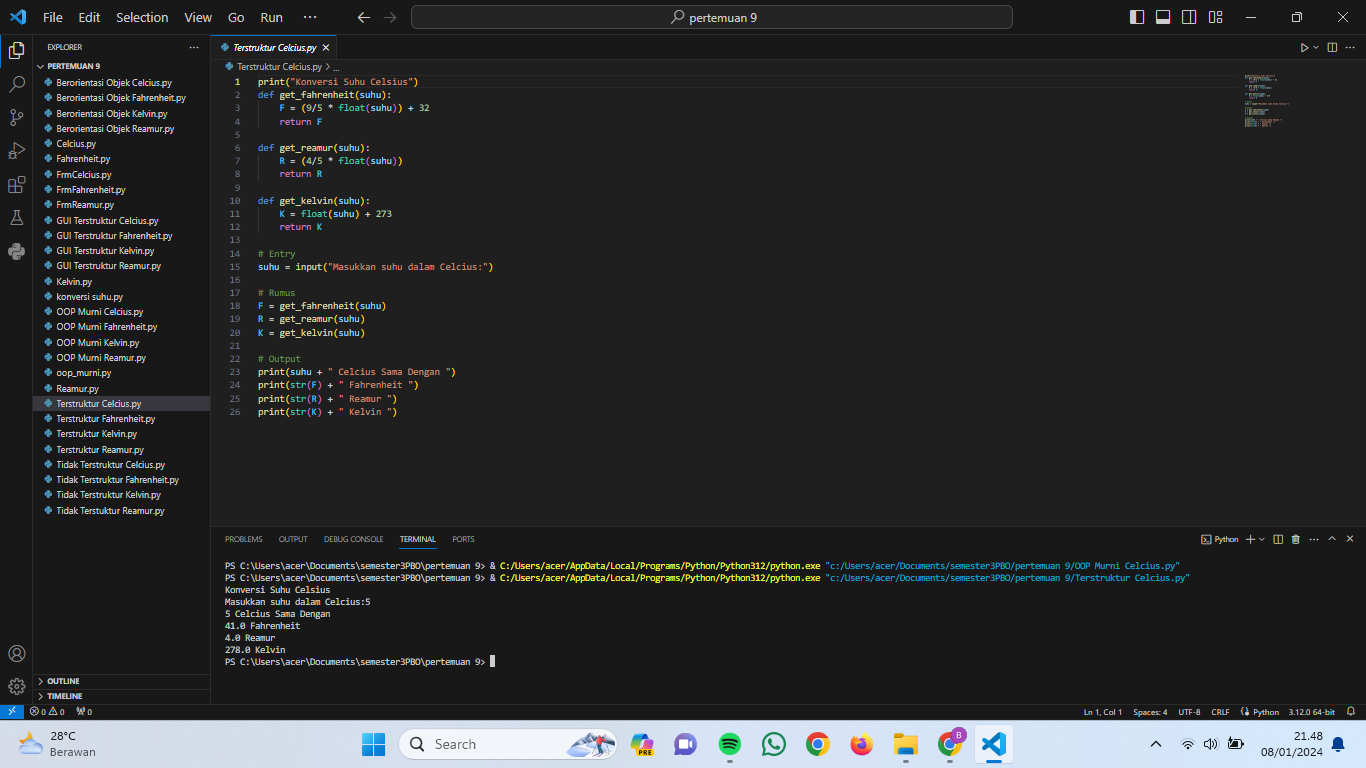 File Edit Selection View Go Run ···
pertemuan 9
EXPLORER ···
PERTEMUAN 9
Berorientasi Objek Celcius.py
Berorientasi Objek Fahrenheit.py
Berorientasi Objek Kelvin.py
Berorientasi Objek Reamur.py
Celcius.py
Fahrenheit.py
FrmCelcius.py
FrmFahrenheit.py
FrmReamur.py
GUI Terstruktur Celcius.py
GUI Terstruktur Fahrenheit.py
GUI Terstruktur Kelvin.py
GUI Terstruktur Reamur.py
Kelvin.py
konversi suhu.py
OOP Murni Celcius.py
OOP Murni Fahrenheit.py
OOP Murni Kelvin.py
OOP Murni Reamur.py
oop_murni.py
Reamur.py
Terstruktur Celcius.py
Terstruktur Fahrenheit.py
Terstruktur Kelvin.py
Terstruktur Reamur.py
Tidak Terstruktur Celcius.py
Tidak Terstruktur Fahrenheit.py
Tidak Terstruktur Kelvin.py
Tidak Terstuktur Reamur.py
OUTLINE
TIMELINE
Terstruktur Celcius.py
Terstruktur Celcius.py > ...
1 print("Konversi Suhu Celsius")
2 def get_fahrenheit(suhu):
3     F = (9/5 * float(suhu)) + 32
4     return F
5
6 def get_reamur(suhu):
7     R = (4/5 * float(suhu))
8     return R
9
10 def get_kelvin(suhu):
11     K = float(suhu) + 273
12     return K
13
14 # Entry
15 suhu = input("Masukkan suhu dalam Celcius:")
16
17 # Rumus
18 F = get_fahrenheit(suhu)
19 R = get_reamur(suhu)
20 K = get_kelvin(suhu)
21
22 # Output
23 print(suhu + " Celcius Sama Dengan ")
24 print(str(F) + " Fahrenheit ")
25 print(str(R) + " Reamur ")
26 print(str(K) + " Kelvin ")
PROBLEMS OUTPUT DEBUG CONSOLE TERMINAL PORTS
Python
PS C:\Users\acer\Documents\semester3PBO\pertemuan 9> & C:/Users/acer/AppData/Local/Programs/Python/Python312/python.exe "c:/Users/acer/Documents/semester3PBO/pertemuan 9/OOP Murni Celcius.py"
PS C:\Users\acer\Documents\semester3PBO\pertemuan 9> & C:/Users/acer/AppData/Local/Programs/Python/Python312/python.exe "c:/Users/acer/Documents/semester3PBO/pertemuan 9/Terstruktur Celcius.py"
Konversi Suhu Celsius
Masukkan suhu dalam Celcius:5
5 Celcius Sama Dengan
41.0 Fahrenheit
4.0 Reamur
278.0 Kelvin
PS C:\Users\acer\Documents\semester3PBO\pertemuan 9>
0 0 0
Ln 1, Col 1 Spaces: 4 UTF-8 CRLF Python 3.12.0 64-bit
28°C
Berawan
Search
PRE
B
21.48
08/01/2024